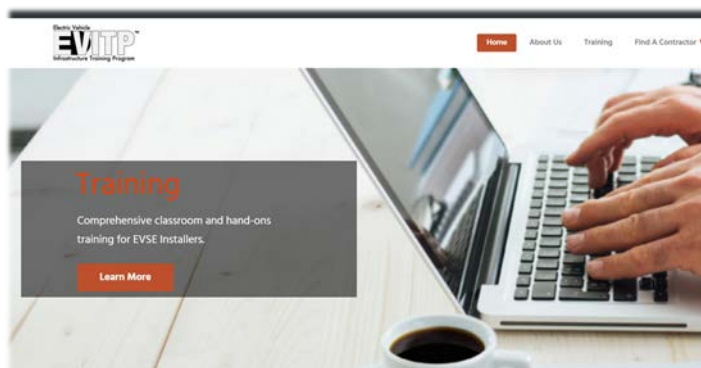 Electric Vehicle
EVITP™
Infrastructure Training Program
Home About Us Training Find A Contractor
Training
Comprehensive classroom and hand-ons
training for EVSE Installers.
Learn More